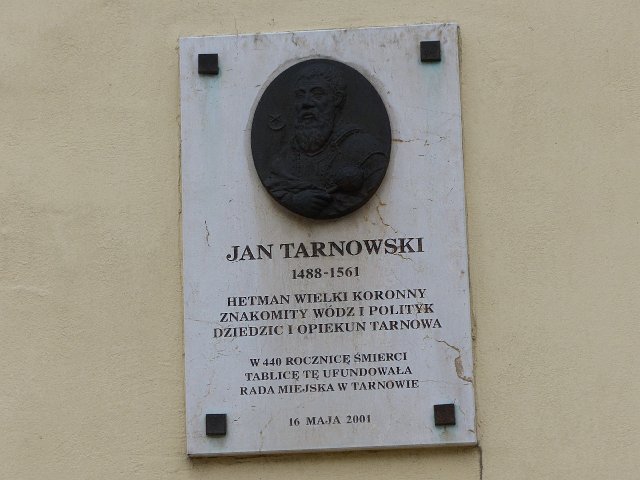 JAN TARNOWSKI
1488-1561
HETMAN WIELKI KORONNY
ZNAKOMITY WÓDZ I POLITYK
DZIEDZIC I OPIEKUN TARNOWA
W 440 ROCZNICĘ ŚMIERCI
TABLICĘ TĘ UFUNDOWAŁA
RADA MIEJSKA W TARNOWIE
16 MAJA 2001